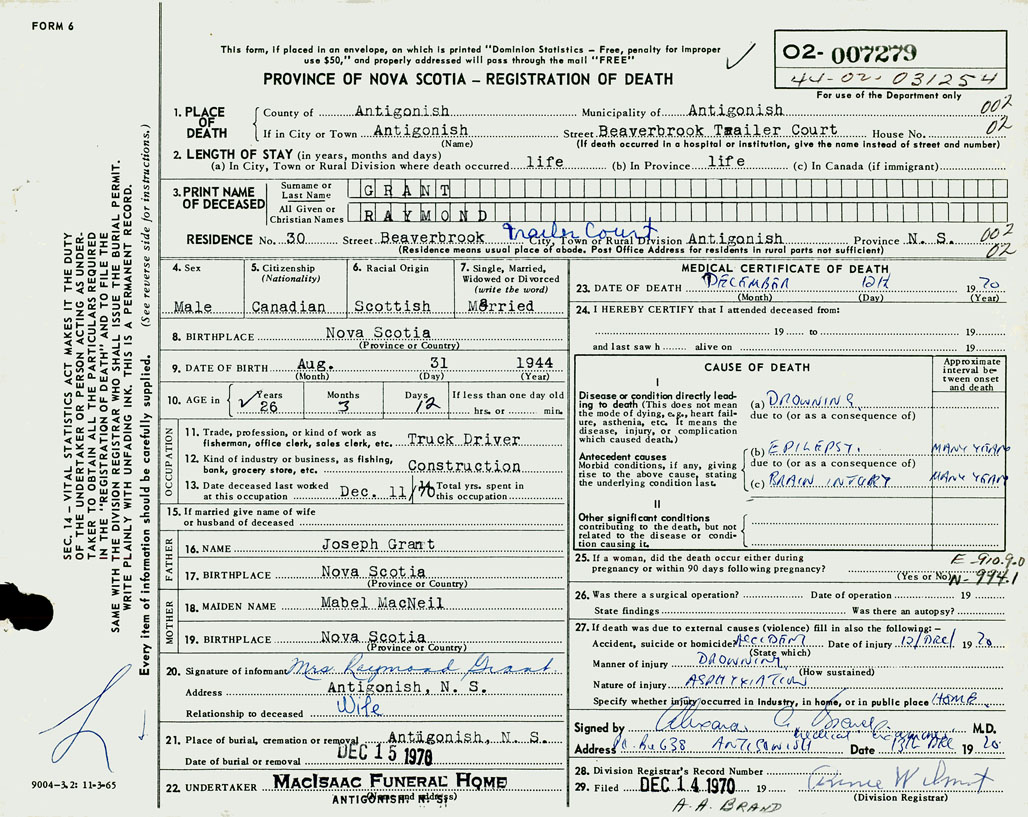 FORM 6
This form, if placed in an envelope, on which is printed "Dominion Statistics – Free, penalty for improper
use $50," and properly addressed will pass through the mail "FREE"
PROVINCE OF NOVA SCOTIA – REGISTRATION OF DEATH
02- 007279
44-02-031254
For use of the Department only
1. PLACE OF DEATH
County of Antigonish Municipality of Antigonish 002
If in City or Town Antigonish Street Beaverbrook Trailer Court House No. 02
(Name) (If death occurred in a hospital or institution, give the name instead of street and number)
2. LENGTH OF STAY (in years, months and days)
(a) In City, Town or Rural Division where death occurred life (b) In Province life (c) In Canada (if immigrant)
3. PRINT NAME OF DECEASED
Surname or Last Name GRANT
All Given or Christian Names RAYMOND
RESIDENCE No. 30 Street Beaverbrook Trailer Court City, Town or Rural Division Antigonish Province N. S. 002 02
(Residence means usual place of abode. Post Office Address for residents in rural parts not sufficient)
4. Sex
Male
5. Citizenship (Nationality)
Canadian
6. Racial Origin
Scottish
7. Single, Married, Widowed or Divorced (write the word)
Married
8. BIRTHPLACE Nova Scotia
(Province or Country)
9. DATE OF BIRTH Aug. 31 1944
(Month) (Day) (Year)
10. AGE in Years 26 Months 3 Days 12 If less than one day old hrs. or min.
OCCUPATION
11. Trade, profession, or kind of work as fisherman, office clerk, sales clerk, etc. Truck Driver
12. Kind of industry or business, as fishing, bank, grocery store, etc. Construction
13. Date deceased last worked at this occupation Dec. 11/70 Total yrs. spent in this occupation
15. If married give name of wife or husband of deceased
FATHER
16. NAME Joseph Grant
17. BIRTHPLACE Nova Scotia
(Province or Country)
MOTHER
18. MAIDEN NAME Mabel MacNeil
19. BIRTHPLACE Nova Scotia
(Province or Country)
20. Signature of informant Mrs Raymond Grant
Address Antigonish, N. S.
Relationship to deceased Wife
21. Place of burial, cremation or removal Antigonish, N. S.
Date of burial or removal DEC 15 1970
22. UNDERTAKER MacIsaac Funeral Home
ANTIGONISH, N. S.
MEDICAL CERTIFICATE OF DEATH
23. DATE OF DEATH DECEMBER 12th 19 70
(Month) (Day) (Year)
24. I HEREBY CERTIFY that I attended deceased from:
19 to 19
and last saw h alive on 19
CAUSE OF DEATH
Approximate interval between onset and death
I
Disease or condition directly leading to death (This does not mean the mode of dying, e.g., heart failure, asthenia, etc. It means the disease, injury, or complication which caused death.)
(a) DROWNING
due to (or as a consequence of)
Antecedent causes
Morbid conditions, if any, giving rise to the above cause, stating the underlying condition last.
(b) EPILEPSY. MANY YEARS
due to (or as a consequence of)
(c) BRAIN INJURY MANY YEARS
II
Other significant conditions contributing to the death, but not related to the disease or condition causing it.
25. If a woman, did the death occur either during pregnancy or within 90 days following pregnancy?
(Yes or No)
E-910.9.0
N-994.1
26. Was there a surgical operation? Date of operation 19
State findings Was there an autopsy?
27. If death was due to external causes (violence) fill in also the following:–
Accident, suicide or homicide ACCIDENT Date of injury 12/DEC/ 19 70
(State which)
Manner of injury DROWNING
(How sustained)
Nature of injury ASPHYXIATION
Specify whether injury occurred in Industry, in home, or in public place HOME
Signed by M.D.
Medical Examiner
Address P.O. Box 638 ANTIGONISH Date 13th DEC 19 70
28. Division Registrar's Record Number
29. Filed DEC 14 1970 19
(Division Registrar)
A. A. BRAND
SEC. 14 – VITAL STATISTICS ACT MAKES IT THE DUTY
OF THE UNDERTAKER OR PERSON ACTING AS UNDER-
TAKER TO OBTAIN ALL THE PARTICULARS REQUIRED
IN THE "REGISTRATION OF DEATH" AND TO FILE THE
SAME WITH THE DIVISION REGISTRAR WHO SHALL ISSUE THE BURIAL PERMIT.
WRITE PLAINLY WITH UNFADING INK. THIS IS A PERMANENT RECORD.
Every item of information should be carefully supplied. (See reverse side for instructions.)
9004-3.2: 11-3-65